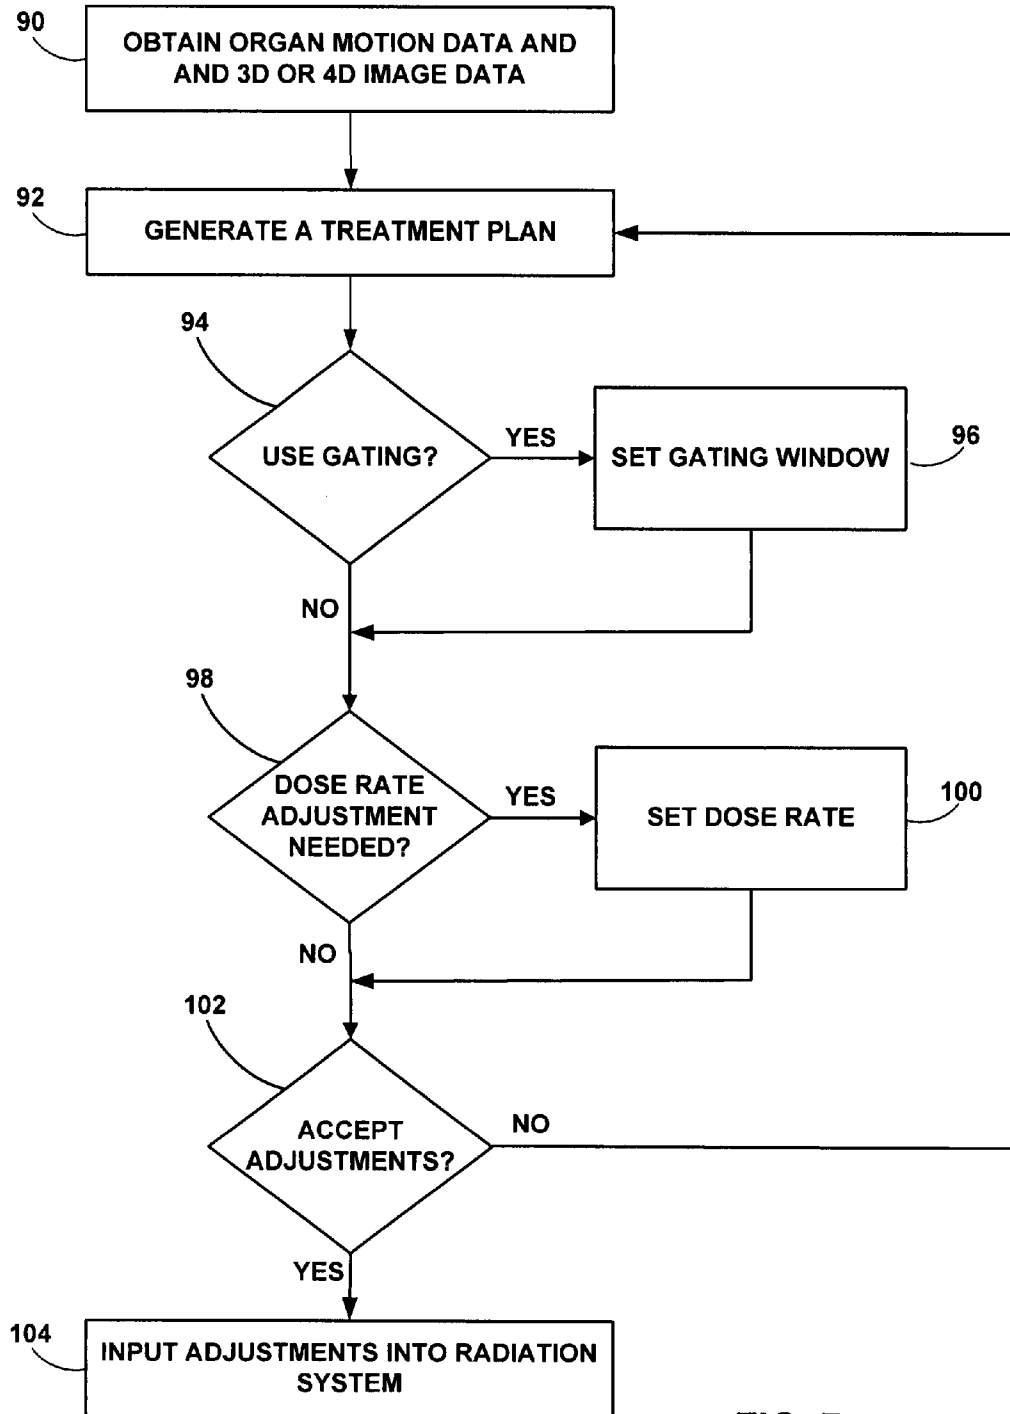 90
OBTAIN ORGAN MOTION DATA AND
AND 3D OR 4D IMAGE DATA
92
GENERATE A TREATMENT PLAN
94
USE GATING?
YES
SET GATING WINDOW
96
NO
98
DOSE RATE
ADJUSTMENT
NEEDED?
YES
SET DOSE RATE
100
NO
102
ACCEPT
ADJUSTMENTS?
NO
YES
104
INPUT ADJUSTMENTS INTO RADIATION
SYSTEM